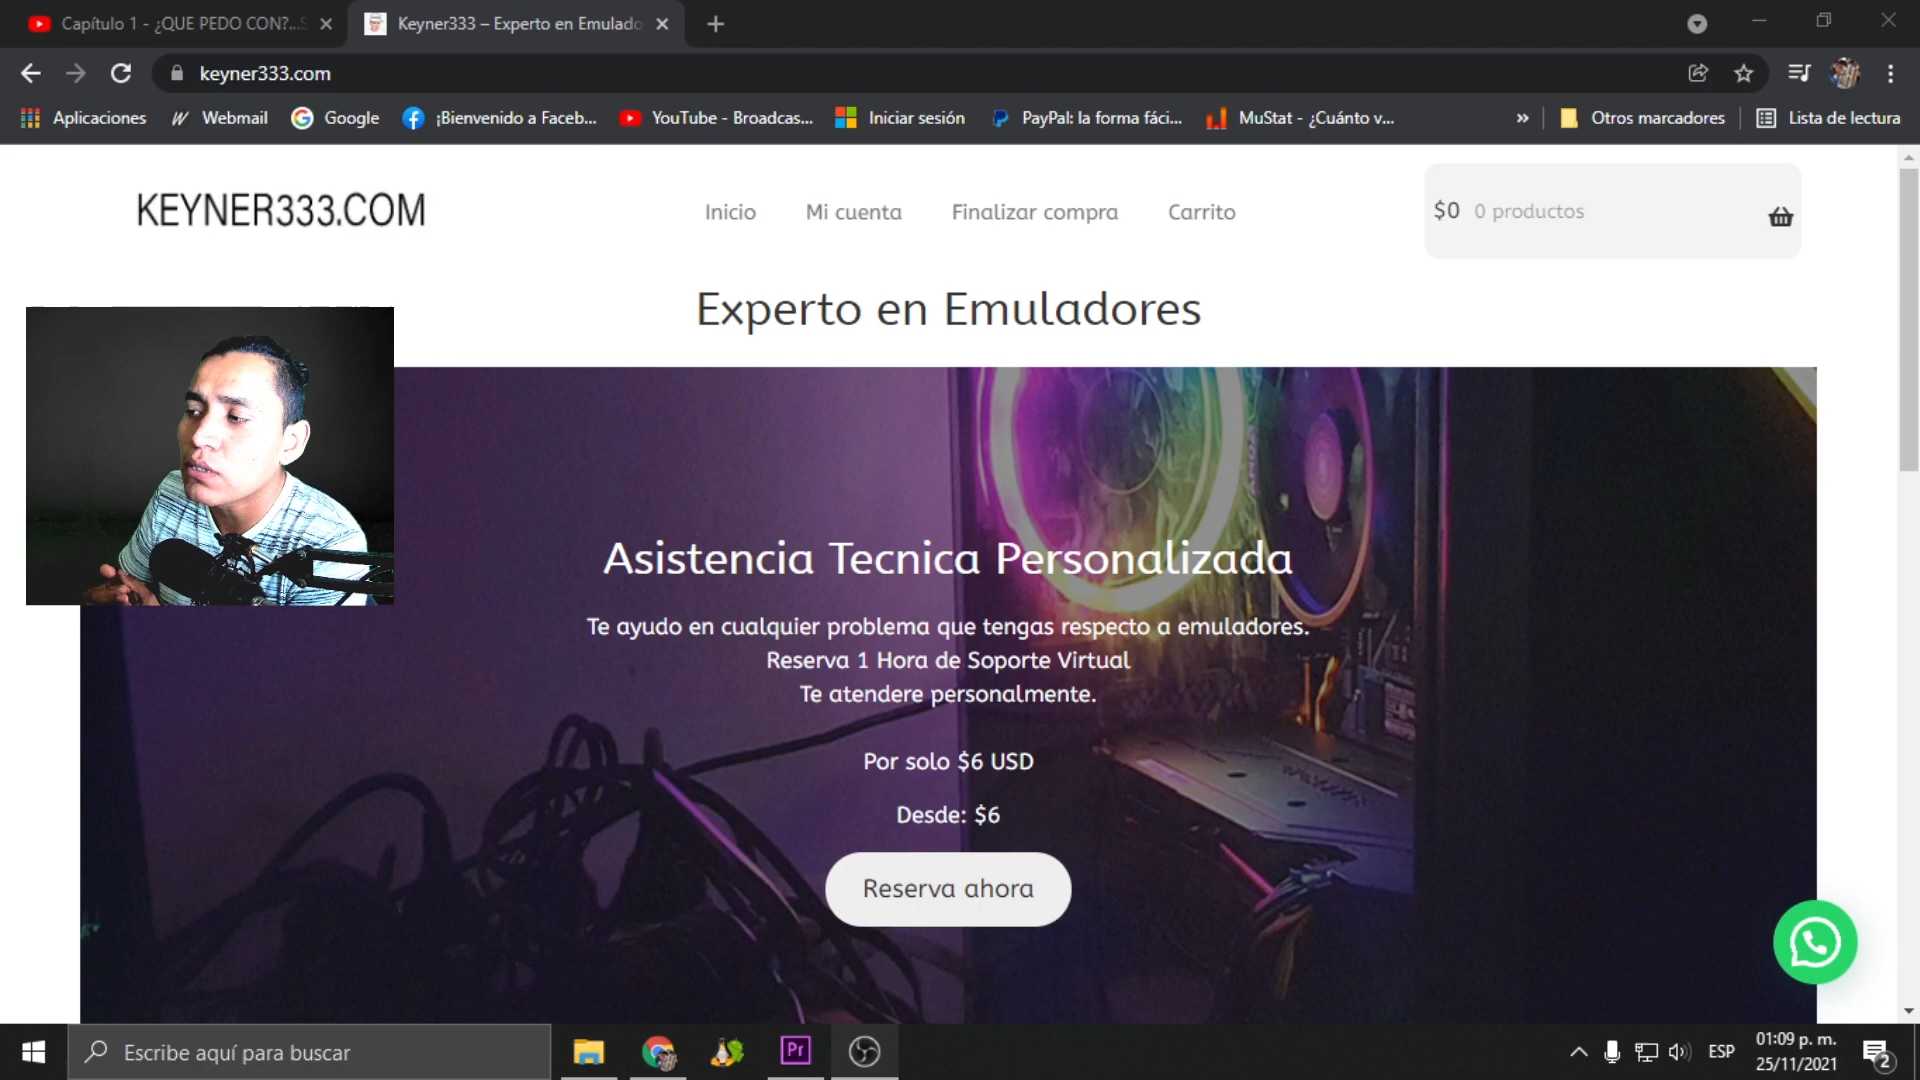 Capítulo 1 - ¿QUE PEDO CON?...S
Keyner333 – Experto en Emulado
keyner333.com
Aplicaciones
Webmail
Google
¡Bienvenido a Faceb...
YouTube - Broadcas...
Iniciar sesión
PayPal: la forma fáci...
MuStat - ¿Cuánto v...
»
Otros marcadores
Lista de lectura
KEYNER333.COM
Inicio
Mi cuenta
Finalizar compra
Carrito
$0 0 productos
Experto en Emuladores
Asistencia Tecnica Personalizada
Te ayudo en cualquier problema que tengas respecto a emuladores.
Reserva 1 Hora de Soporte Virtual
Te atendere personalmente.
Por solo $6 USD
Desde: $6
Reserva ahora
Escribe aquí para buscar
Pr
ESP
01:09 p. m.
25/11/2021
2